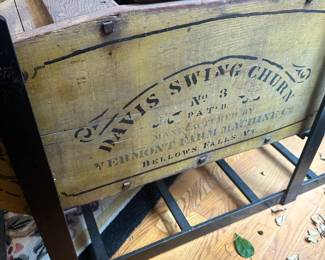 DAVIS SWING CHURN
No 3
PAT'D
MANUFACTURED BY
VERMONT FARM MACHINE Co.
BELLOWS FALLS VT.